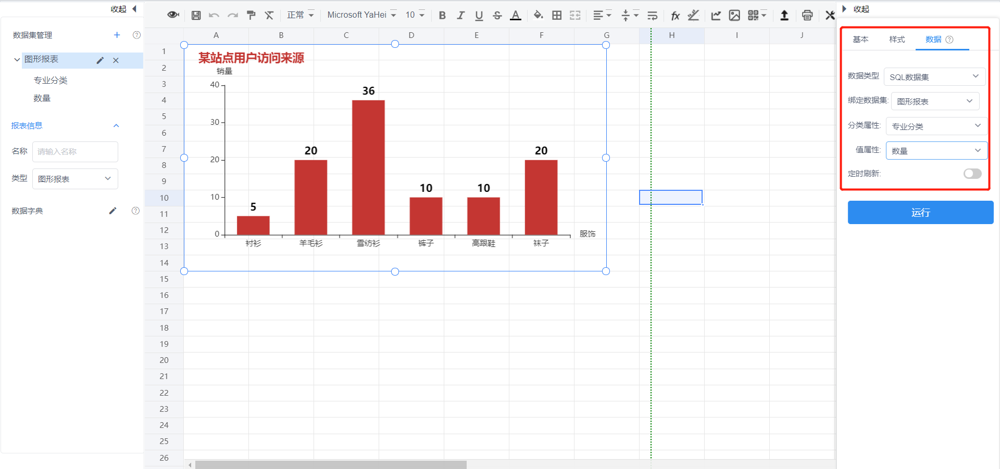 收起
数据集管理
图形报表
专业分类
数量
报表信息
名称 请输入名称
类型 图形报表
数据字典
正常 Microsoft YaHei 10
A B C D E F G H I J
1
2
3
4
5
6
7
8
9
10
11
12
13
14
15
16
17
18
19
20
21
22
23
24
25
26
某站点用户访问来源
销量
40
30
20
10
0
5 20 36 10 10 20
衬衫 羊毛衫 雪纺衫 裤子 高跟鞋 袜子
服饰
收起
基本 样式 数据
数据类型 SQL数据集
绑定数据集: 图形报表
分类属性: 专业分类
值属性: 数量
定时刷新:
运行